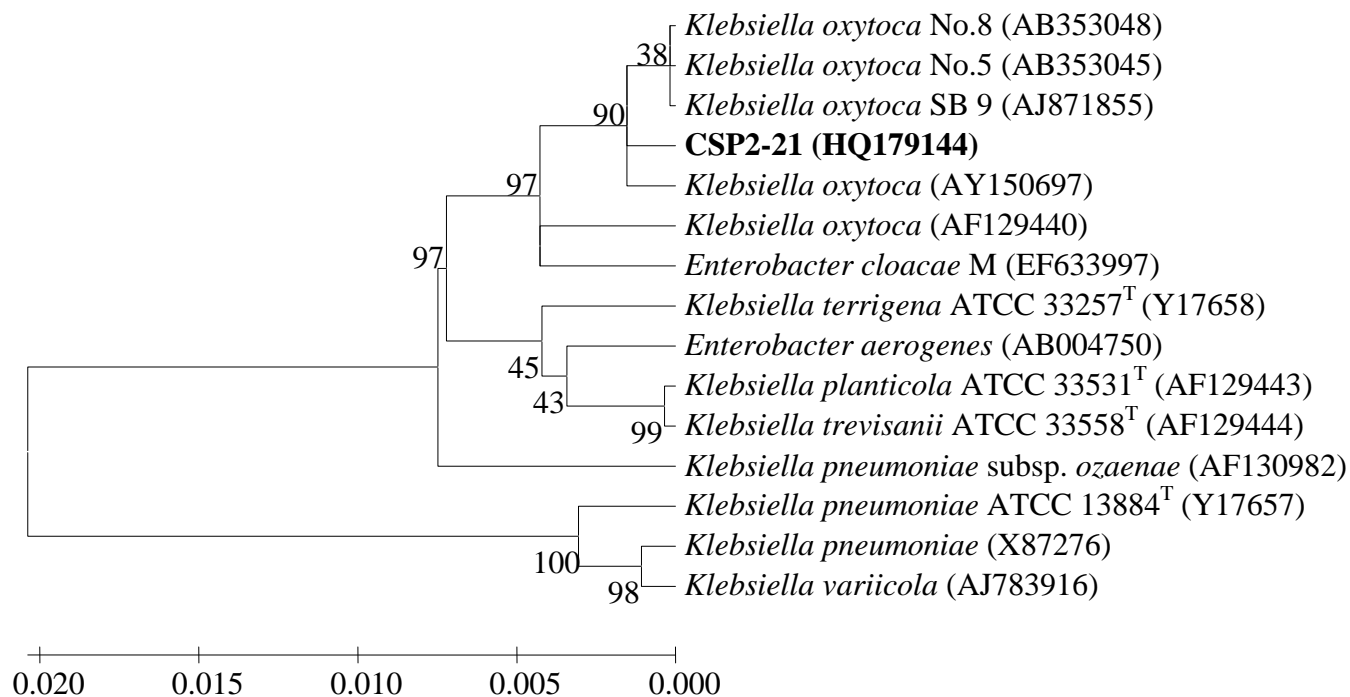 Klebsiella oxytoca No.8 (AB353048)
38
Klebsiella oxytoca No.5 (AB353045)
Klebsiella oxytoca SB 9 (AJ871855)
90
CSP2-21 (HQ179144)
97
Klebsiella oxytoca (AY150697)
Klebsiella oxytoca (AF129440)
97
Enterobacter cloacae M (EF633997)
Klebsiella terrigena ATCC 33257T (Y17658)
Enterobacter aerogenes (AB004750)
45
Klebsiella planticola ATCC 33531T (AF129443)
43
Klebsiella trevisanii ATCC 33558T (AF129444)
99
Klebsiella pneumoniae subsp. ozaenae (AF130982)
Klebsiella pneumoniae ATCC 13884T (Y17657)
Klebsiella pneumoniae (X87276)
100
Klebsiella variicola (AJ783916)
98
0.020 0.015 0.010 0.005 0.000